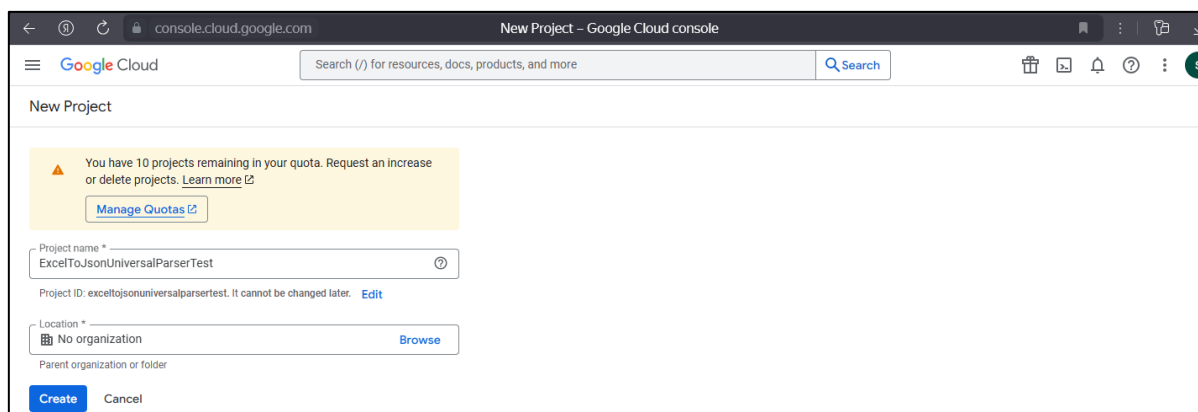 console.cloud.google.com New Project – Google Cloud console
Google Cloud Search (/) for resources, docs, products, and more Search
New Project
You have 10 projects remaining in your quota. Request an increase
or delete projects. Learn more
Manage Quotas
Project name *
ExcelToJsonUniversalParserTest
Project ID: exceltojsonuniversalparsertest. It cannot be changed later. Edit
Location *
No organization Browse
Parent organization or folder
Create Cancel